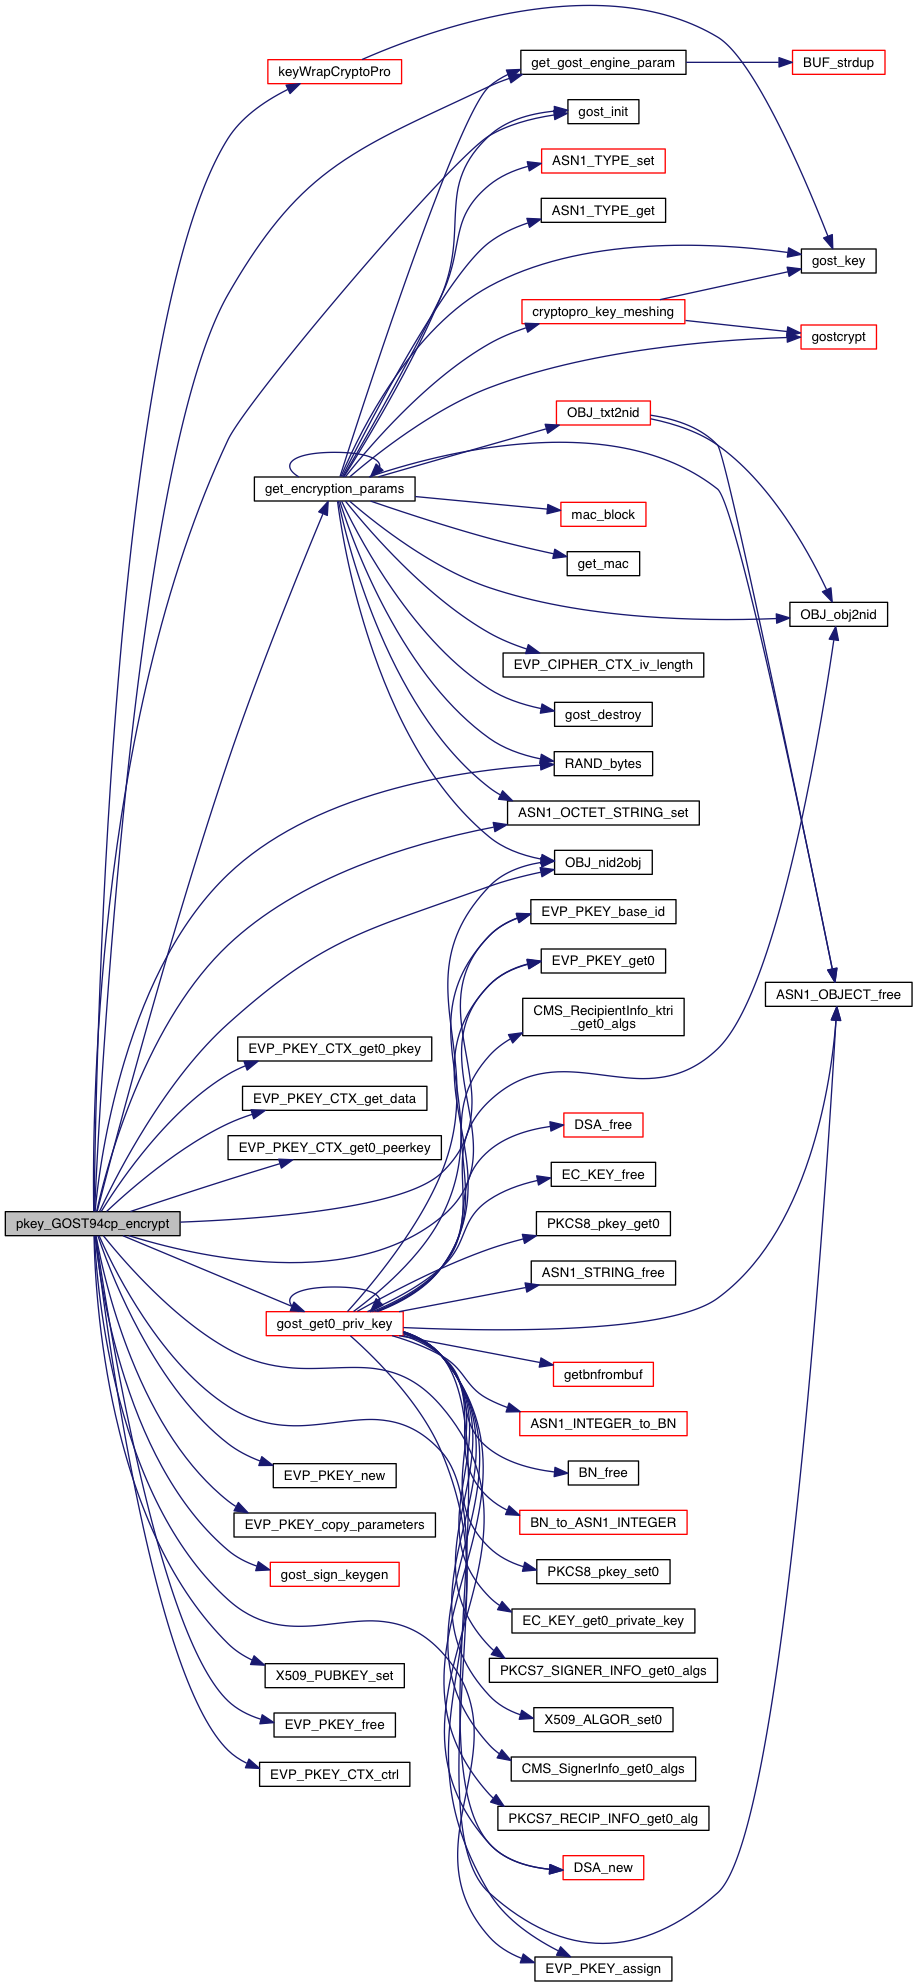 keyWrapCryptoPro
get_gost_engine_param
BUF_strdup
gost_init
ASN1_TYPE_set
ASN1_TYPE_get
gost_key
cryptopro_key_meshing
gostcrypt
OBJ_txt2nid
get_encryption_params
mac_block
get_mac
OBJ_obj2nid
EVP_CIPHER_CTX_iv_length
gost_destroy
RAND_bytes
ASN1_OCTET_STRING_set
OBJ_nid2obj
EVP_PKEY_base_id
EVP_PKEY_get0
ASN1_OBJECT_free
CMS_RecipientInfo_ktri
_get0_algs
EVP_PKEY_CTX_get0_pkey
EVP_PKEY_CTX_get_data
DSA_free
EVP_PKEY_CTX_get0_peerkey
EC_KEY_free
pkey_GOST94cp_encrypt
PKCS8_pkey_get0
ASN1_STRING_free
gost_get0_priv_key
getbnfrombuf
ASN1_INTEGER_to_BN
EVP_PKEY_new
BN_free
EVP_PKEY_copy_parameters
BN_to_ASN1_INTEGER
gost_sign_keygen
PKCS8_pkey_set0
EC_KEY_get0_private_key
X509_PUBKEY_set
PKCS7_SIGNER_INFO_get0_algs
EVP_PKEY_free
X509_ALGOR_set0
EVP_PKEY_CTX_ctrl
CMS_SignerInfo_get0_algs
PKCS7_RECIP_INFO_get0_alg
DSA_new
EVP_PKEY_assign